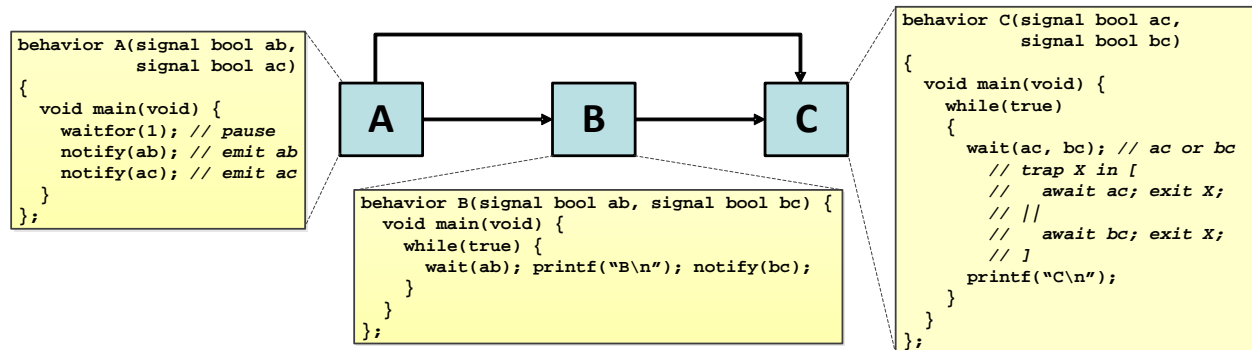 behavior A(signal bool ab,
signal bool ac)
{
void main(void) {
waitfor(1); // pause
notify(ab); // emit ab
notify(ac); // emit ac
}
};
A
B
C
behavior B(signal bool ab, signal bool bc) {
void main(void) {
while(true) {
wait(ab); printf(“B\n”); notify(bc);
}
}
};
behavior C(signal bool ac,
signal bool bc)
{
void main(void) {
while(true)
{
wait(ac, bc); // ac or bc
// trap X in [
// await ac; exit X;
// ||
// await bc; exit X;
// ]
printf(“C\n”);
}
}
};